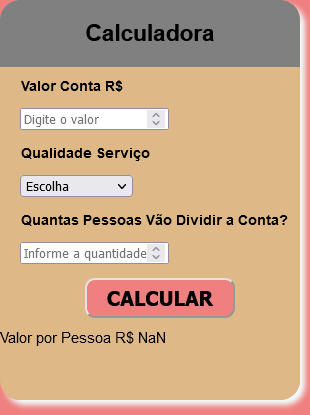 Calculadora
Valor Conta R$
Digite o valor
Qualidade Serviço
Escolha
Quantas Pessoas Vão Dividir a Conta?
Informe a quantidade
CALCULAR
Valor por Pessoa R$ NaN